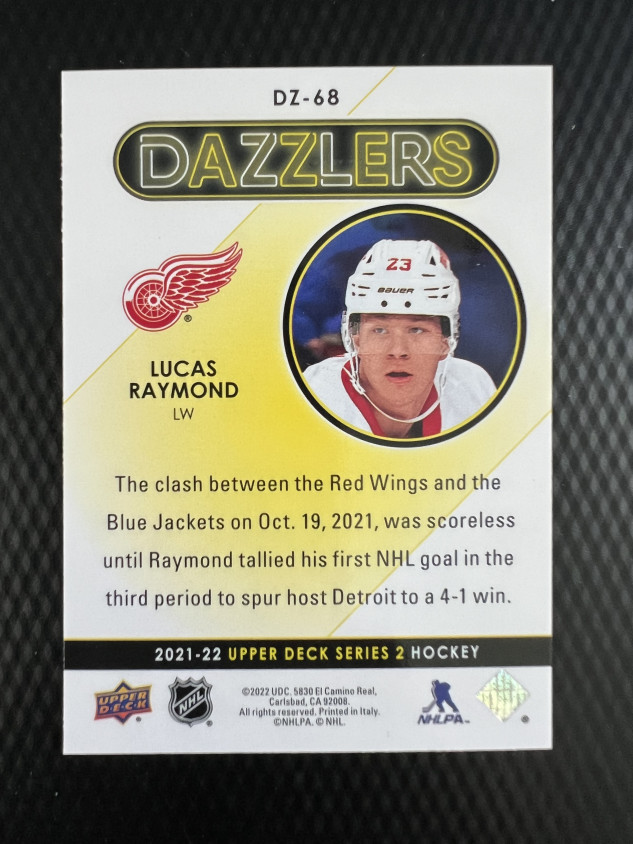 DZ-68
DAZZLERS
23
BAUER
®
LUCAS
RAYMOND
LW
The clash between the Red Wings and the
Blue Jackets on Oct. 19, 2021, was scoreless
until Raymond tallied his first NHL goal in the
third period to spur host Detroit to a 4-1 win.
2021-22 UPPER DECK SERIES 2 HOCKEY
UPPER
DECK
NHL
©2022 UDC. 5830 El Camino Real,
Carlsbad, CA 92008.
All rights reserved. Printed in Italy.
©NHLPA. © NHL.
NHLPA